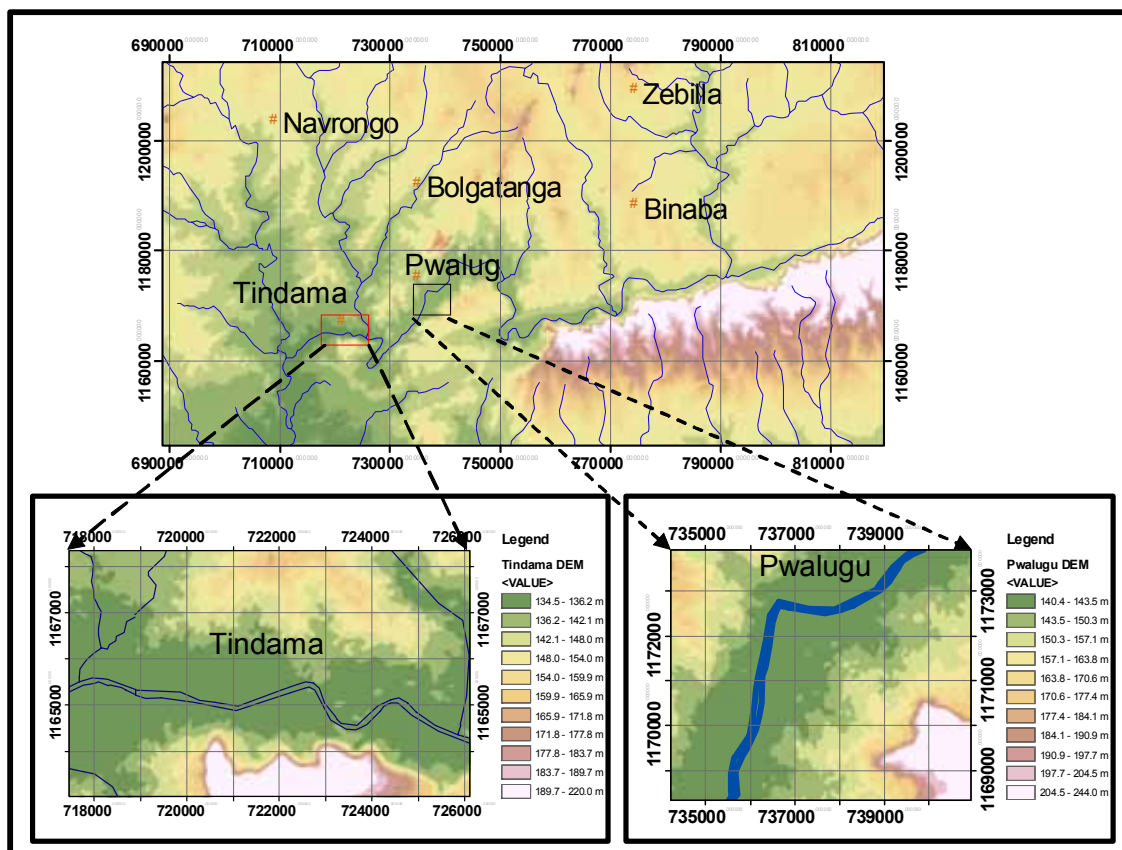 690000 710000 730000 750000 770000 790000 810000
Zebilla
Navrongo
1200000 1200000
Bolgatanga
Binaba
1180000 1180000
Pwalug
Tindama
1160000 1160000
690000 710000 730000 750000 770000 790000 810000
718000 720000 722000 724000 726000
1167000 1167000
Tindama
1165000 1165000
718000 720000 722000 724000 726000
Legend
Tindama DEM
<VALUE>
134.5 - 136.2 m
136.2 - 142.1 m
142.1 - 148.0 m
148.0 - 154.0 m
154.0 - 159.9 m
159.9 - 165.9 m
165.9 - 171.8 m
171.8 - 177.8 m
177.8 - 183.7 m
183.7 - 189.7 m
189.7 - 220.0 m
735000 737000 739000
Pwalugu
1173000
1172000
1171000
1170000
1169000
735000 737000 739000
Legend
Pwalugu DEM
<VALUE>
140.4 - 143.5 m
143.5 - 150.3 m
150.3 - 157.1 m
157.1 - 163.8 m
163.8 - 170.6 m
170.6 - 177.4 m
177.4 - 184.1 m
184.1 - 190.9 m
190.9 - 197.7 m
197.7 - 204.5 m
204.5 - 244.0 m